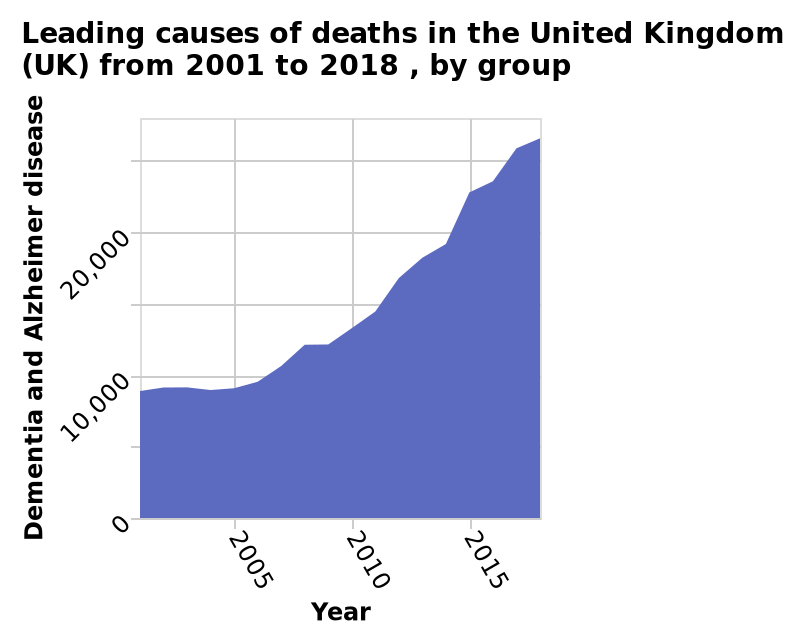 Leading causes of deaths in the United Kingdom
(UK) from 2001 to 2018 , by group
Dementia and Alzheimer disease
20,000
10,000
0
2005
2010
2015
Year